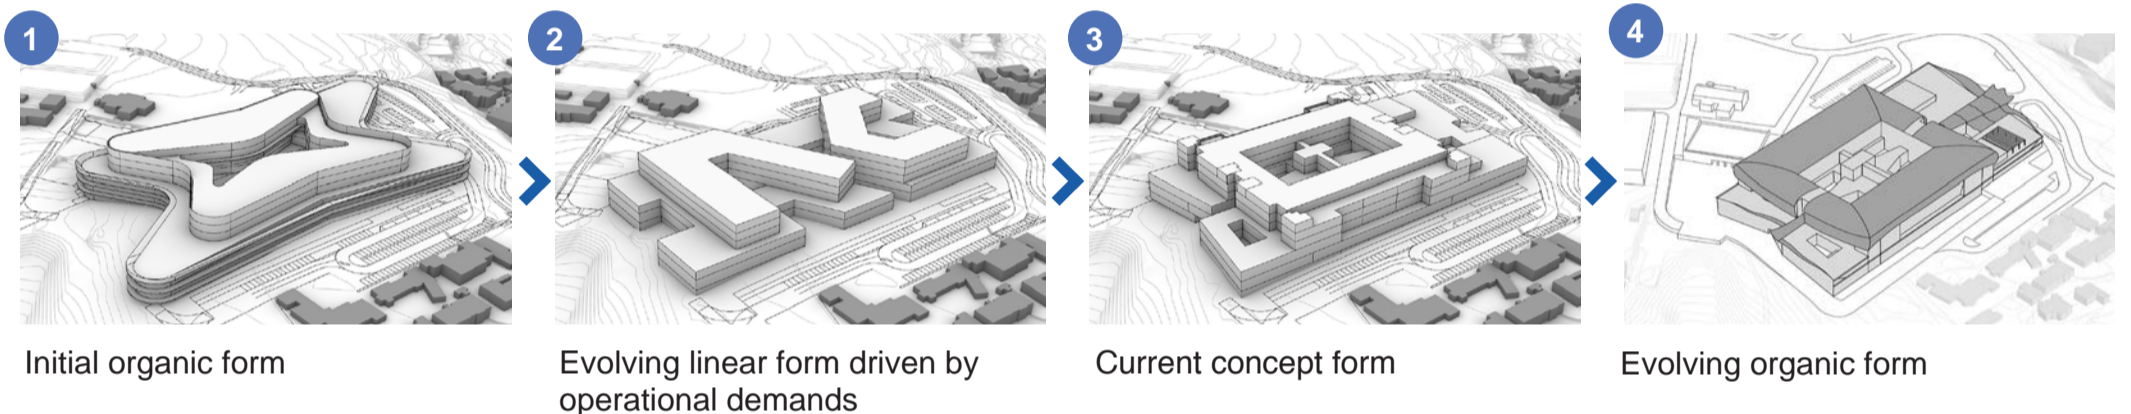 1
2
3
4
Initial organic form
Evolving linear form driven by
operational demands
Current concept form
Evolving organic form